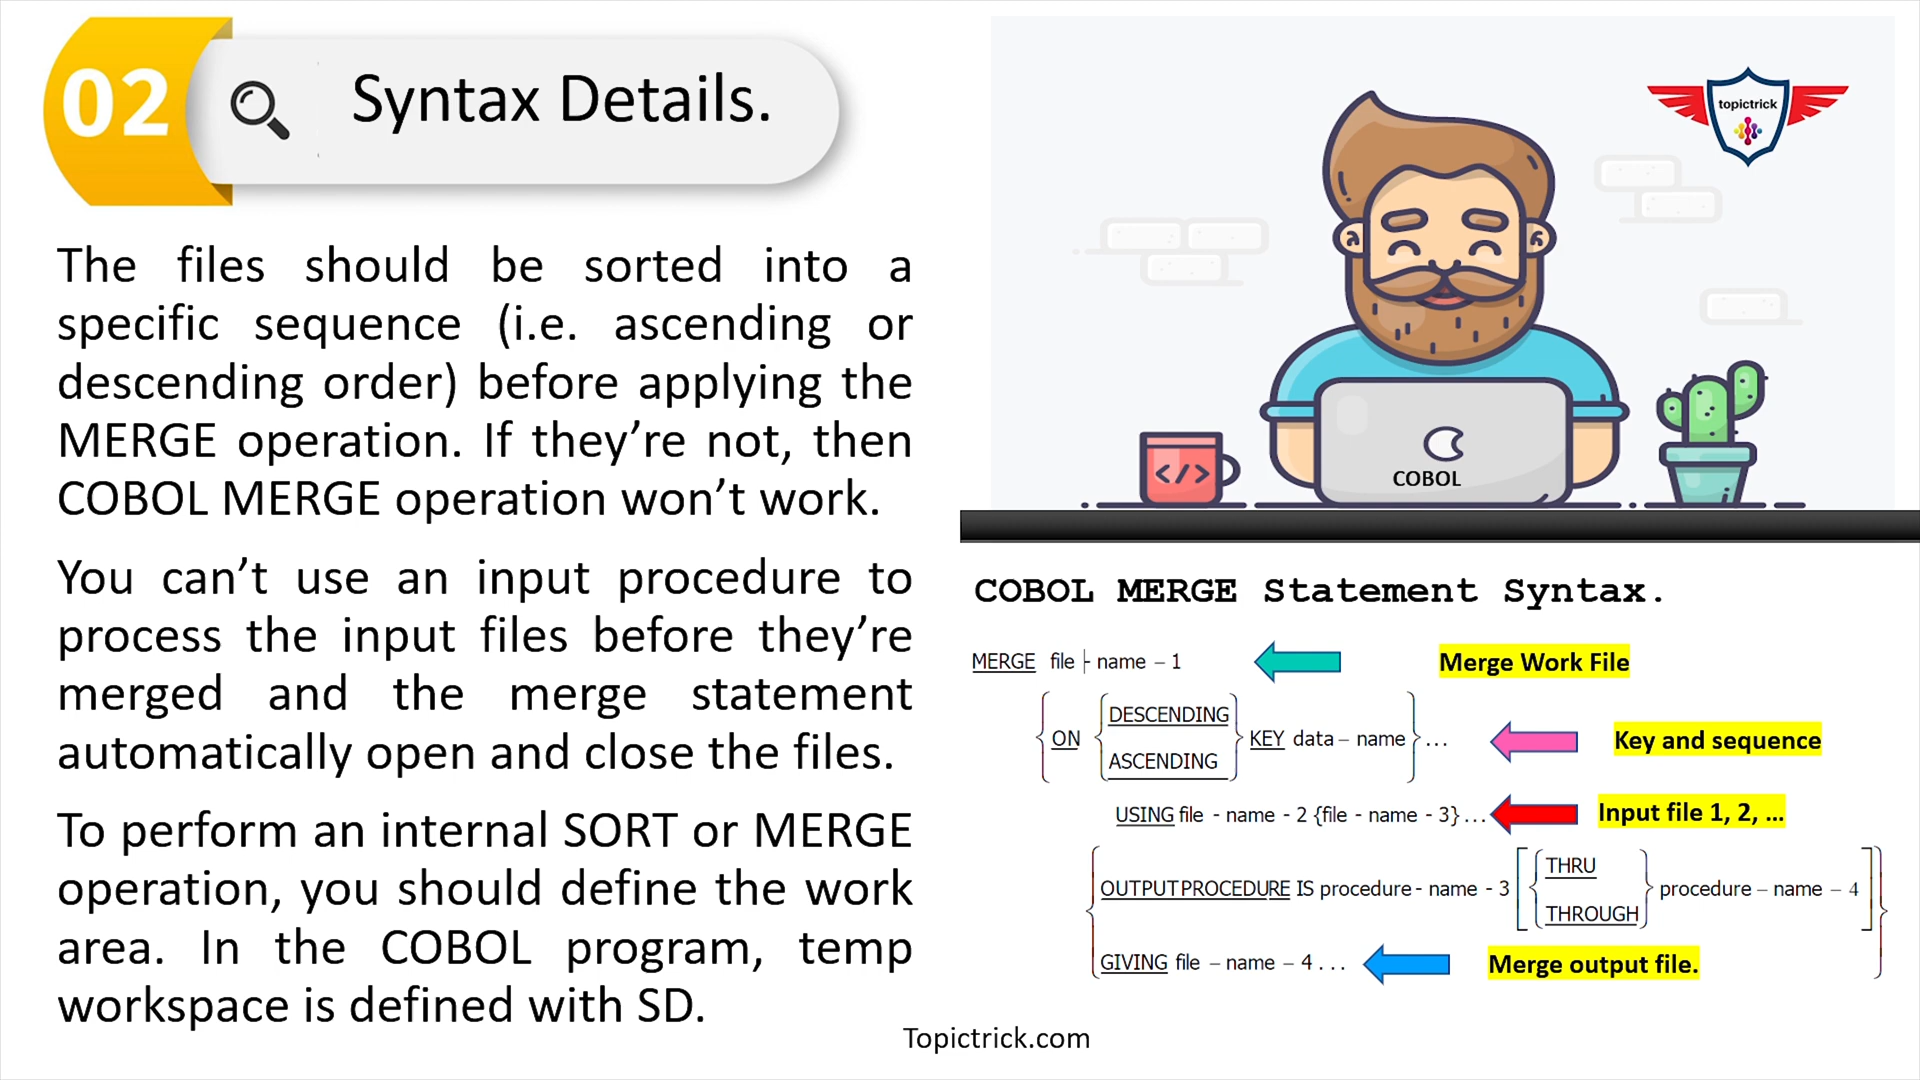 02
Syntax Details.
The files should be sorted into a
specific sequence (i.e. ascending or
descending order) before applying the
MERGE operation. If they’re not, then
COBOL MERGE operation won’t work.
You can’t use an input procedure to
process the input files before they’re
merged and the merge statement
automatically open and close the files.
To perform an internal SORT or MERGE
operation, you should define the work
area. In the COBOL program, temp
workspace is defined with SD.
topictrick
</>
COBOL
COBOL MERGE Statement Syntax.
MERGE file - name – 1
Merge Work File
{ ON { DESCENDING
ASCENDING } KEY data – name } ...
Key and sequence
USING file - name - 2 {file - name - 3} ...
Input file 1, 2, ...
{ OUTPUT PROCEDURE IS procedure - name - 3 [ { THRU
THROUGH } procedure – name – 4 ]
GIVING file – name – 4 . . . }
Merge output file.
Topictrick.com